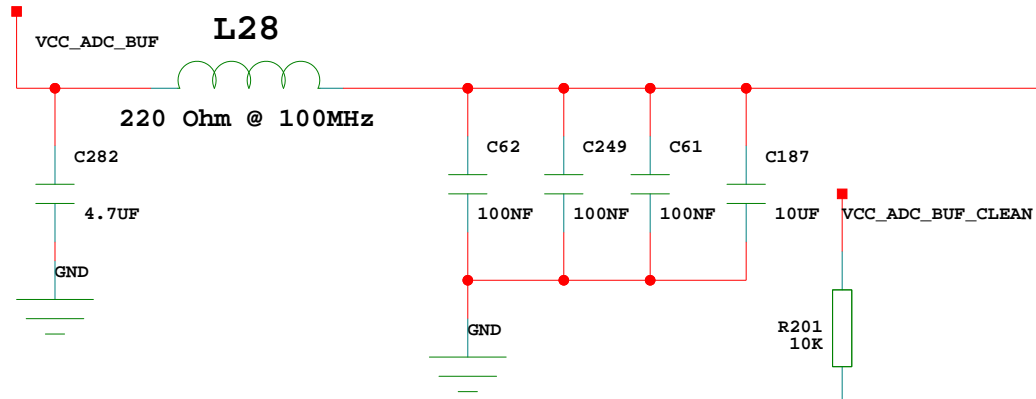 L28
VCC_ADC_BUF
220 Ohm @ 100MHz
C282
4.7UF
GND
C62
100NF
C249
100NF
C61
100NF
C187
10UF
GND
VCC_ADC_BUF_CLEAN
R201
10K